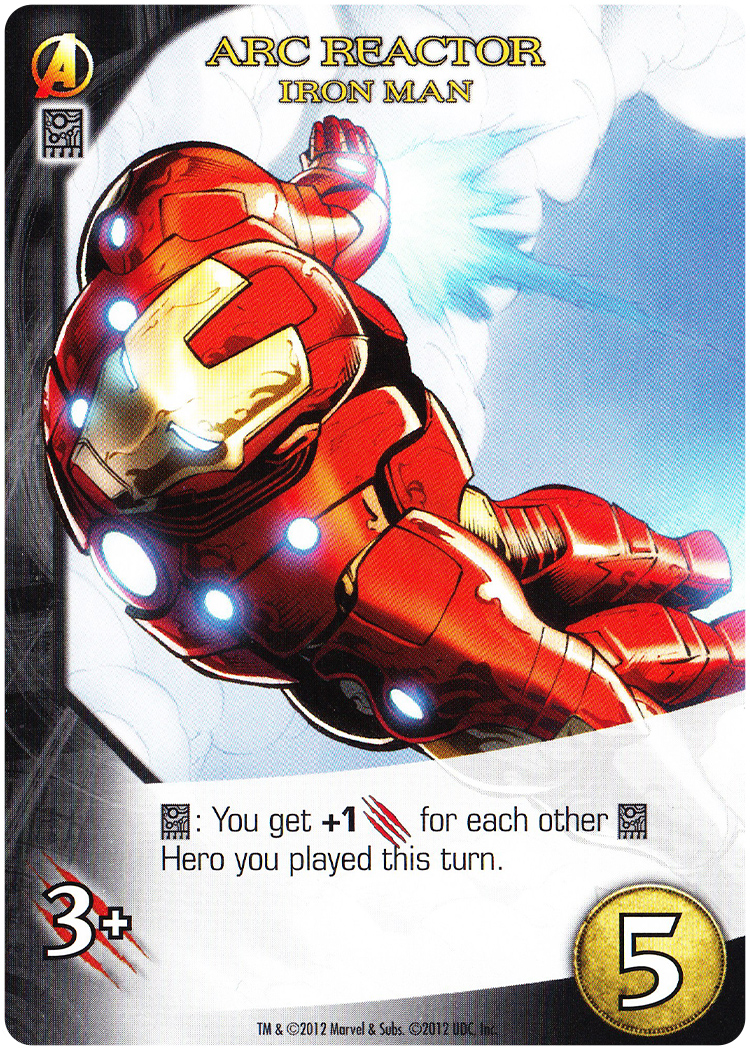 ARC REACTOR
IRON MAN
: You get +1 for each other
Hero you played this turn.
3+
5
TM & ©2012 Marvel & Subs. ©2012 UDC, Inc.